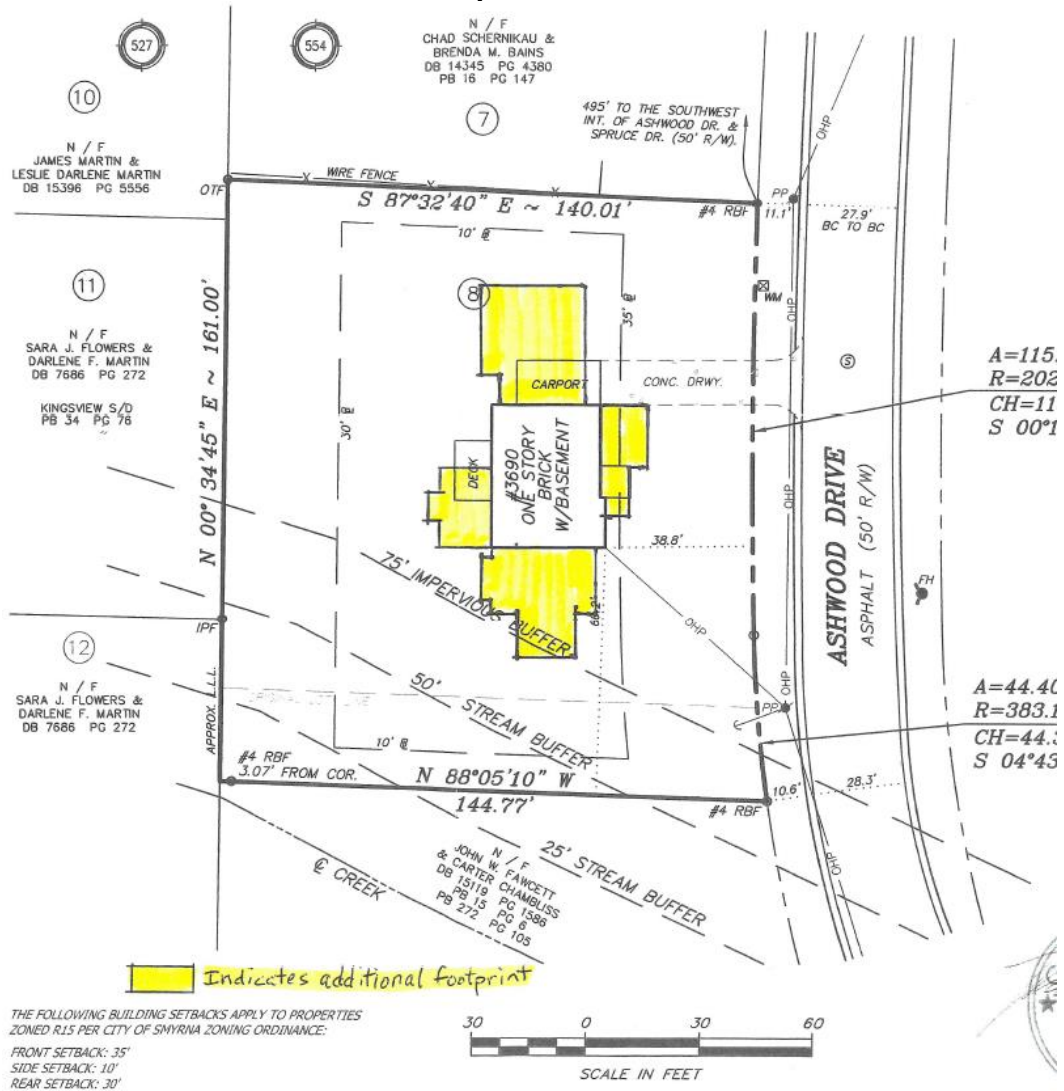 527
554
N / F
CHAD SCHERNIKAU &
BRENDA M. BAINS
DB 14345 PG 4380
PB 16 PG 147
10
7
N / F
JAMES MARTIN &
LESLIE DARLENE MARTIN
DB 15396 PG 5556
495' TO THE SOUTHWEST
INT. OF ASHWOOD DR. &
SPRUCE DR. (50' R/W).
OHP
OTF
WIRE FENCE
S 87°32'40" E ~ 140.01'
#4 RBF
PP
11.1'
27.9'
BC TO BC
10' ℄
11
8
35' ℄
WM
OHP
N / F
SARA J. FLOWERS &
DARLENE F. MARTIN
DB 7686 PG 272
KINGSVIEW S/D
PB 34 PG 76
N 00°34'45" E ~ 161.00'
30' ℄
CARPORT
CONC. DRWY.
S
A=115.
R=202
CH=11
S 00°1
DECK
#3690
ONE STORY
BRICK
W/BASEMENT
OHP
ASHWOOD DRIVE
ASPHALT (50' R/W)
38.8'
75' IMPERVIOUS BUFFER
66.2'
OHP
FH
IPF
12
N / F
SARA J. FLOWERS &
DARLENE F. MARTIN
DB 7686 PG 272
APPROX. L.L.L.
50' STREAM BUFFER
OHP
PP
A=44.40
R=383.1
CH=44.3
S 04°43
10' ℄
#4 RBF
3.07' FROM COR.
N 88°05'10" W
144.77'
#4 RBF
10.6'
28.3'
OHP
℄ CREEK
N / F
JOHN W. FAWCETT
& CARTER CHAMBLISS
DB 15119 PG 1586
PB 15 PG 6
PB 272 PG 105
25' STREAM BUFFER
Indicates additional footprint
THE FOLLOWING BUILDING SETBACKS APPLY TO PROPERTIES
ZONED R15 PER CITY OF SMYRNA ZONING ORDINANCE:
FRONT SETBACK: 35'
SIDE SETBACK: 10'
REAR SETBACK: 30'
30 0 30 60
SCALE IN FEET